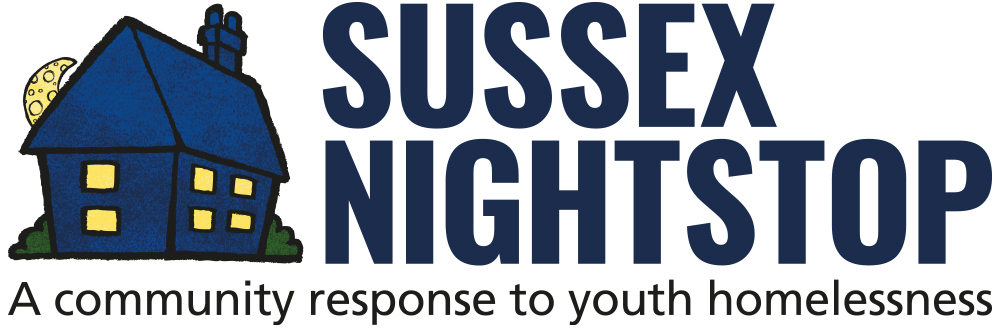 SUSSEX
NIGHTSTOP
A community response to youth homelessness